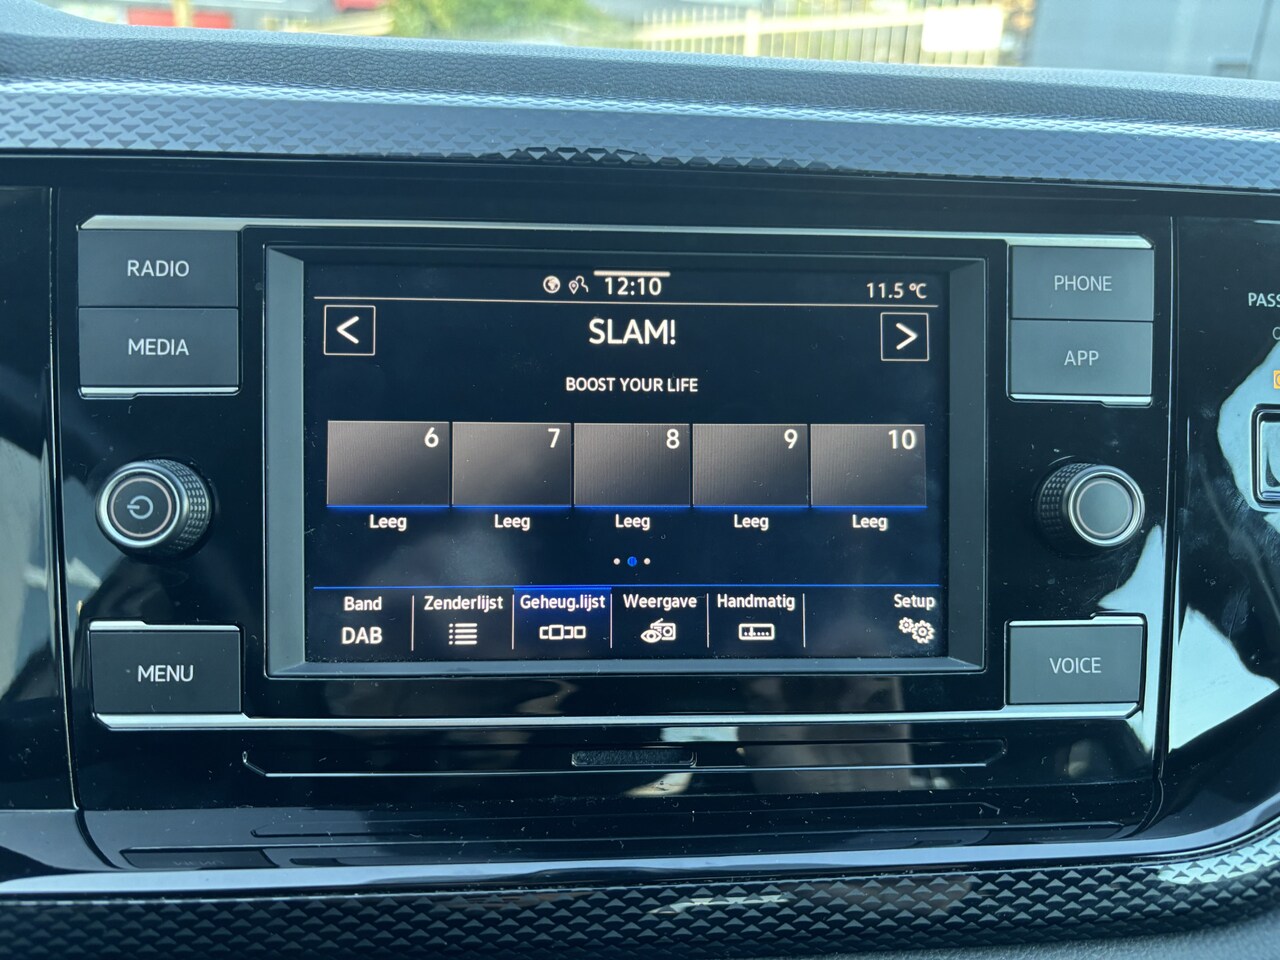 RADIO
MEDIA
MENU
12:10
11.5 °C
<
SLAM!
>
BOOST YOUR LIFE
6 7 8 9 10
Leeg Leeg Leeg Leeg Leeg
Band Zenderlijst Geheug.lijst Weergave Handmatig Setup
DAB
PHONE
APP
VOICE
PASS